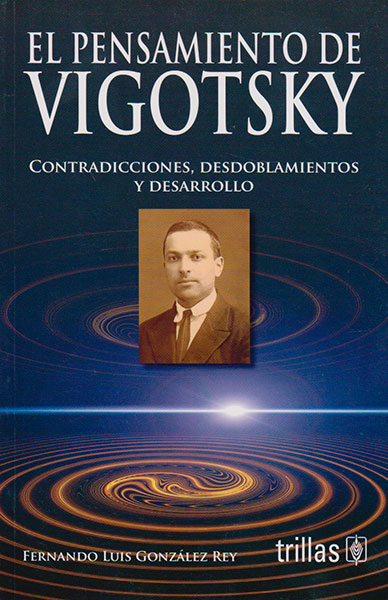 EL PENSAMIENTO DE
VIGOTSKY
CONTRADICCIONES, DESDOBLAMIENTOS
Y DESARROLLO
FERNANDO LUIS GONZÁLEZ REY
trillas